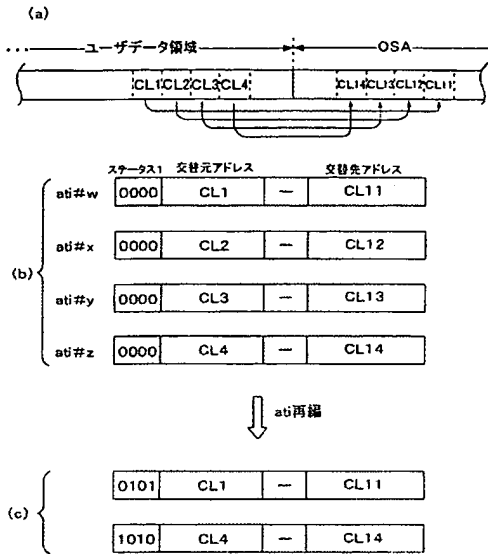 (a)
… ユーザデータ領域 OSA
CL1 CL2 CL3 CL4 CL14 CL13 CL12 CL11
ステータス1 交替元アドレス 交替先アドレス
ati#w 0000 CL1 — CL11
ati#x 0000 CL2 — CL12
(b)
ati#y 0000 CL3 — CL13
ati#z 0000 CL4 — CL14
ati再編
0101 CL1 — CL11
(c)
1010 CL4 — CL14